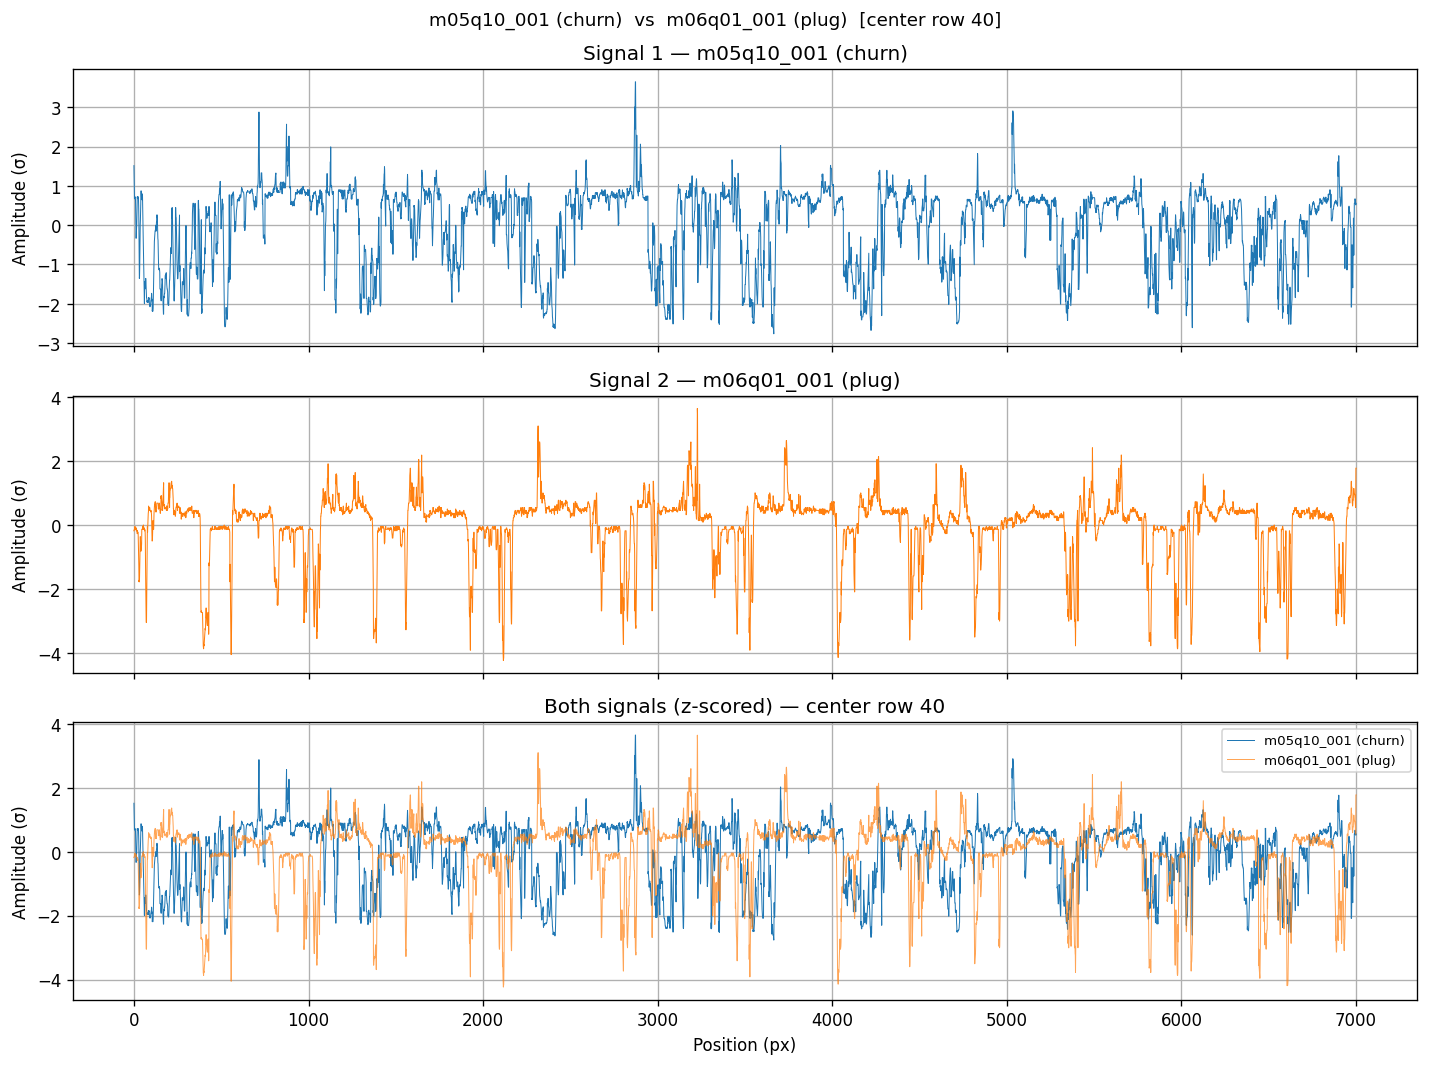 m05q10_001 (churn)  vs  m06q01_001 (plug)  [center row 40]
Signal 1 — m05q10_001 (churn)
3
2
1
0
−1
−2
−3
Amplitude (σ)
Signal 2 — m06q01_001 (plug)
4
2
0
−2
−4
Amplitude (σ)
Both signals (z-scored) — center row 40
m05q10_001 (churn)
m06q01_001 (plug)
4
2
0
−2
−4
Amplitude (σ)
0 1000 2000 3000 4000 5000 6000 7000
Position (px)